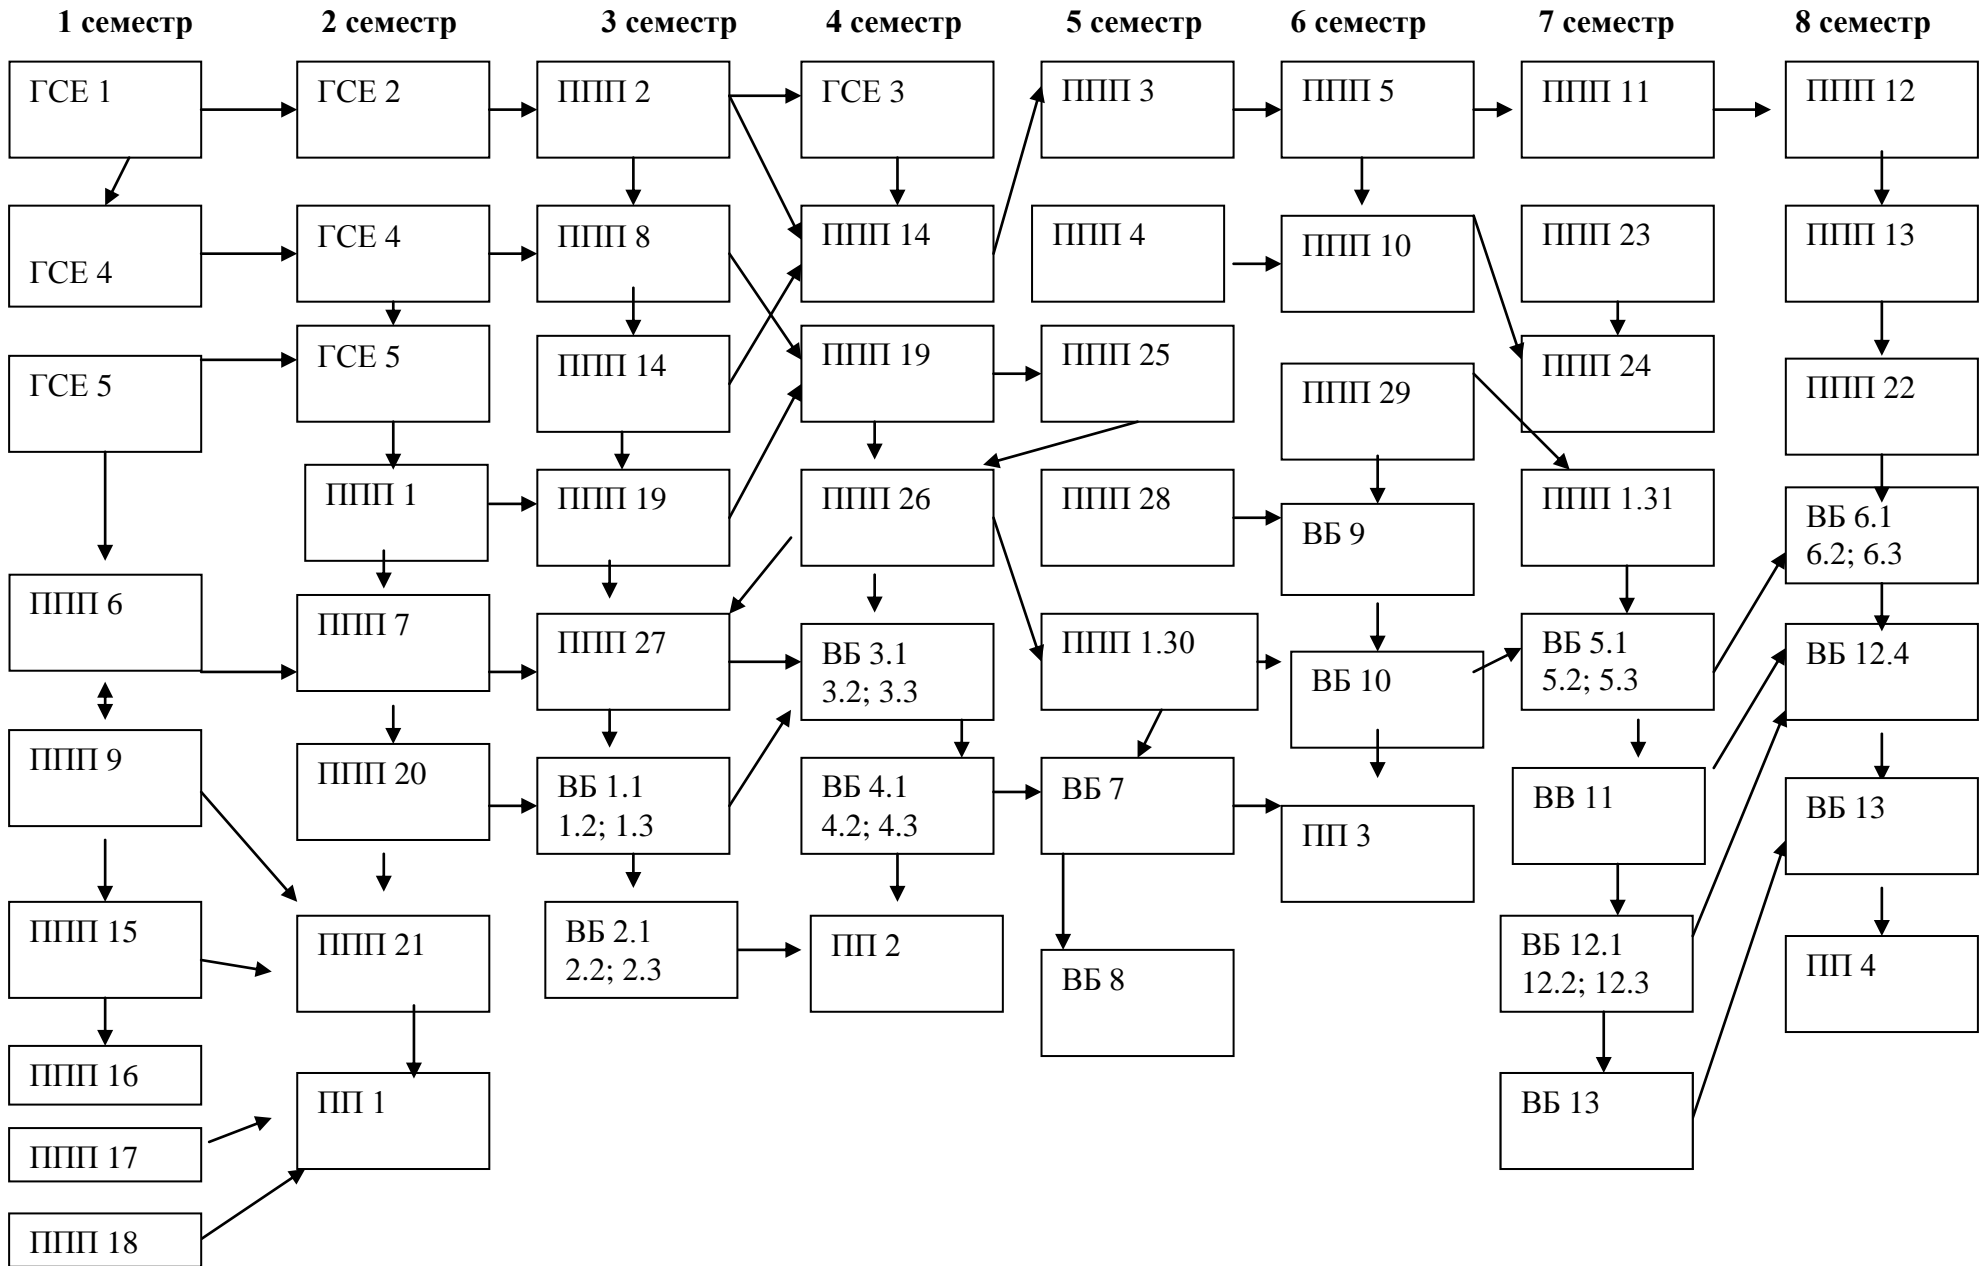 1 семестр
2 семестр
3 семестр
4 семестр
5 семестр
6 семестр
7 семестр
8 семестр
ГСЕ 1
ГСЕ 2
ППП 2
ГСЕ 3
ППП 3
ППП 5
ППП 11
ППП 12
ГСЕ 4
ГСЕ 4
ППП 8
ППП 14
ППП 4
ППП 10
ППП 23
ППП 13
ГСЕ 5
ГСЕ 5
ППП 14
ППП 19
ППП 25
ППП 29
ППП 24
ППП 22
ППП 1
ППП 19
ППП 26
ППП 28
ВБ 9
ППП 1.31
ВБ 6.1
6.2; 6.3
ППП 6
ППП 7
ППП 27
ВБ 3.1
3.2; 3.3
ППП 1.30
ВБ 10
ВБ 5.1
5.2; 5.3
ВБ 12.4
ППП 9
ППП 20
ВБ 1.1
1.2; 1.3
ВБ 4.1
4.2; 4.3
ВБ 7
ПП 3
ВВ 11
ВБ 13
ППП 15
ППП 21
ВБ 2.1
2.2; 2.3
ПП 2
ВБ 8
ВБ 12.1
12.2; 12.3
ПП 4
ППП 16
ПП 1
ВБ 13
ППП 17
ППП 18